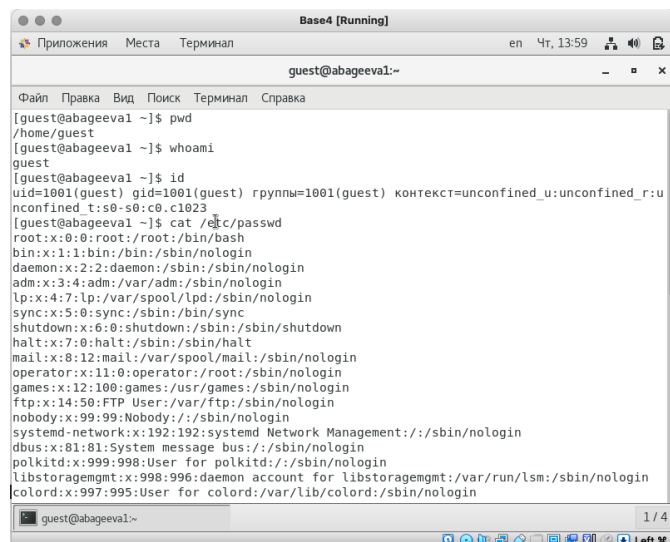 Base4 [Running]
Приложения Места Терминал en Чт, 13:59
guest@abageeva1:~
Файл Правка Вид Поиск Терминал Справка
[guest@abageeva1 ~]$ pwd
/home/guest
[guest@abageeva1 ~]$ whoami
guest
[guest@abageeva1 ~]$ id
uid=1001(guest) gid=1001(guest) группы=1001(guest) контекст=unconfined_u:unconfined_r:u
nconfined_t:s0-s0:c0.c1023
[guest@abageeva1 ~]$ cat /etc/passwd
root:x:0:0:root:/root:/bin/bash
bin:x:1:1:bin:/bin:/sbin/nologin
daemon:x:2:2:daemon:/sbin:/sbin/nologin
adm:x:3:4:adm:/var/adm:/sbin/nologin
lp:x:4:7:lp:/var/spool/lpd:/sbin/nologin
sync:x:5:0:sync:/sbin:/bin/sync
shutdown:x:6:0:shutdown:/sbin:/sbin/shutdown
halt:x:7:0:halt:/sbin:/sbin/halt
mail:x:8:12:mail:/var/spool/mail:/sbin/nologin
operator:x:11:0:operator:/root:/sbin/nologin
games:x:12:100:games:/usr/games:/sbin/nologin
ftp:x:14:50:FTP User:/var/ftp:/sbin/nologin
nobody:x:99:99:Nobody:/:/sbin/nologin
systemd-network:x:192:192:systemd Network Management:/:/sbin/nologin
dbus:x:81:81:System message bus:/:/sbin/nologin
polkitd:x:999:998:User for polkitd:/:/sbin/nologin
libstoragemgmt:x:998:996:daemon account for libstoragemgmt:/var/run/lsm:/sbin/nologin
colord:x:997:995:User for colord:/var/lib/colord:/sbin/nologin
guest@abageeva1:~ 1 / 4
Left ⌘